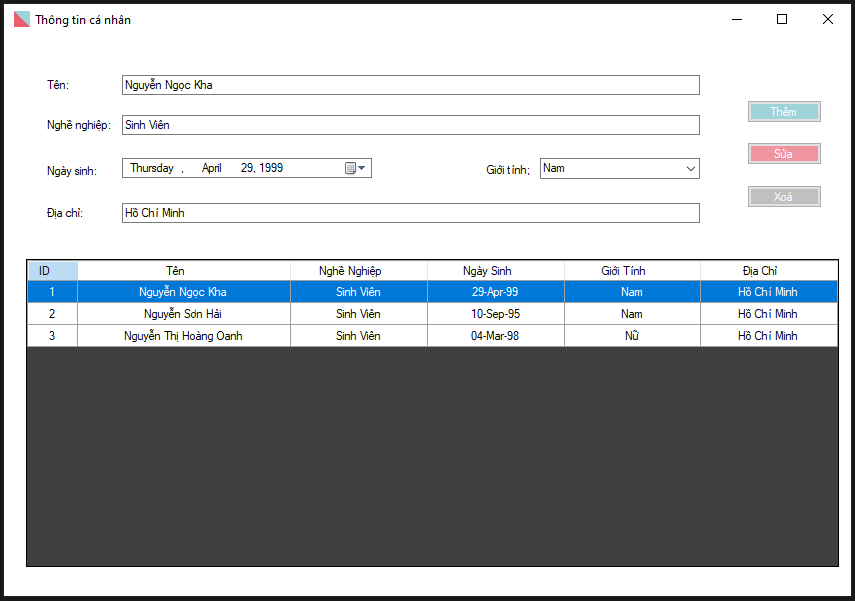 Thông tin cá nhân
Tên: Nguyễn Ngọc Kha
Thêm
Nghề nghiệp: Sinh Viên
Sửa
Ngày sinh: Thursday , April 29, 1999 Giới tính; Nam
Xoá
Địa chỉ: Hồ Chí Minh
ID Tên Nghề Nghiệp Ngày Sinh Giới Tính Địa Chỉ
1 Nguyễn Ngọc Kha Sinh Viên 29-Apr-99 Nam Hồ Chí Minh
2 Nguyễn Sơn Hải Sinh Viên 10-Sep-95 Nam Hồ Chí Minh
3 Nguyễn Thị Hoàng Oanh Sinh Viên 04-Mar-98 Nữ Hồ Chí Minh